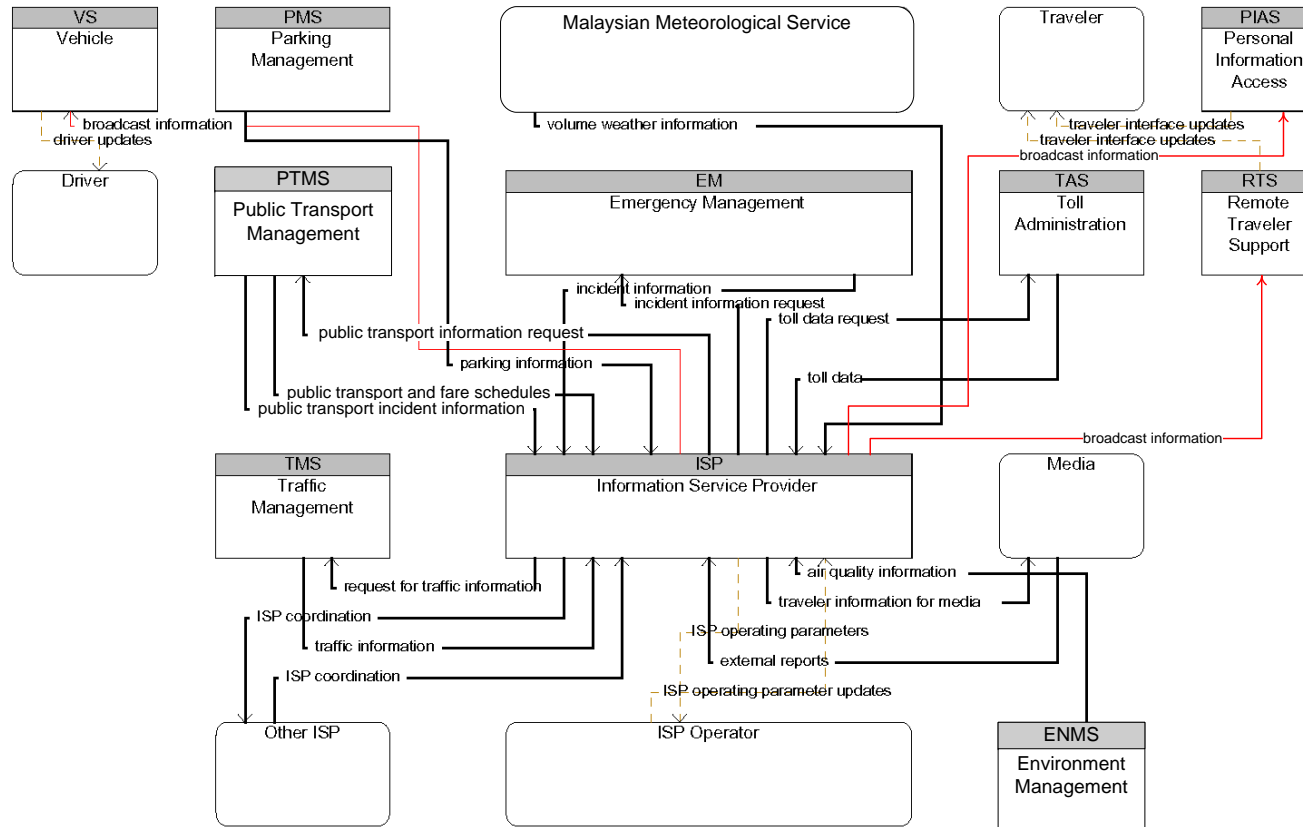 VS
Vehicle
PMS
Parking
Management
Malaysian Meteorological Service
Traveler
PIAS
Personal
Information
Access
broadcast information
driver updates
volume weather information
traveler interface updates
traveler interface updates
broadcast information
Driver
PTMS
Public Transport
Management
EM
Emergency Management
TAS
Toll
Administration
RTS
Remote
Traveler
Support
incident information
incident information request
toll data request
public transport information request
parking information
toll data
public transport and fare schedules
public transport incident information
broadcast information
TMS
Traffic
Management
ISP
Information Service Provider
Media
air quality information
request for traffic information
traveler information for media
ISP coordination
ISP operating parameters
traffic information
external reports
ISP coordination
ISP operating parameter updates
Other ISP
ISP Operator
ENMS
Environment
Management